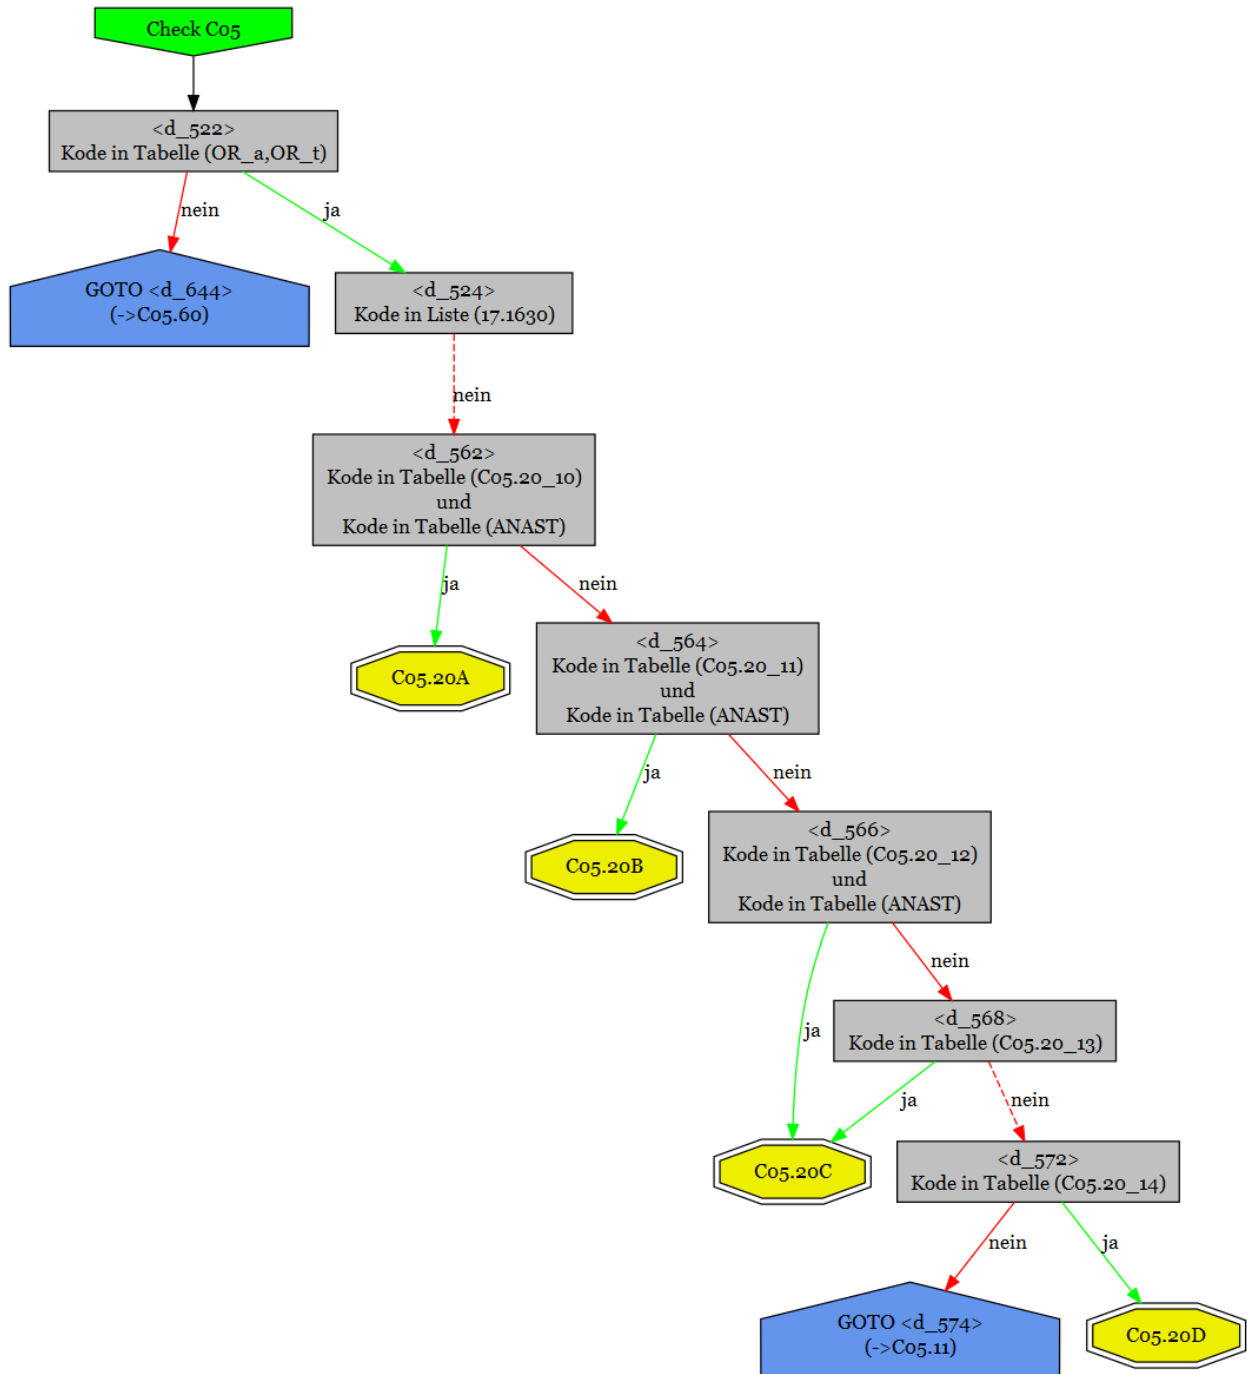 Check C05
<d_522>
Kode in Tabelle (OR_a,OR_t)
nein
ja
GOTO <d_644>
(->C05.60)
<d_524>
Kode in Liste (17.1630)
nein
<d_562>
Kode in Tabelle (C05.20_10)
und
Kode in Tabelle (ANAST)
ja
nein
C05.20A
<d_564>
Kode in Tabelle (C05.20_11)
und
Kode in Tabelle (ANAST)
ja
nein
C05.20B
<d_566>
Kode in Tabelle (C05.20_12)
und
Kode in Tabelle (ANAST)
nein
ja
<d_568>
Kode in Tabelle (C05.20_13)
ja
nein
C05.20C
<d_572>
Kode in Tabelle (C05.20_14)
nein
ja
GOTO <d_574>
(->C05.11)
C05.20D